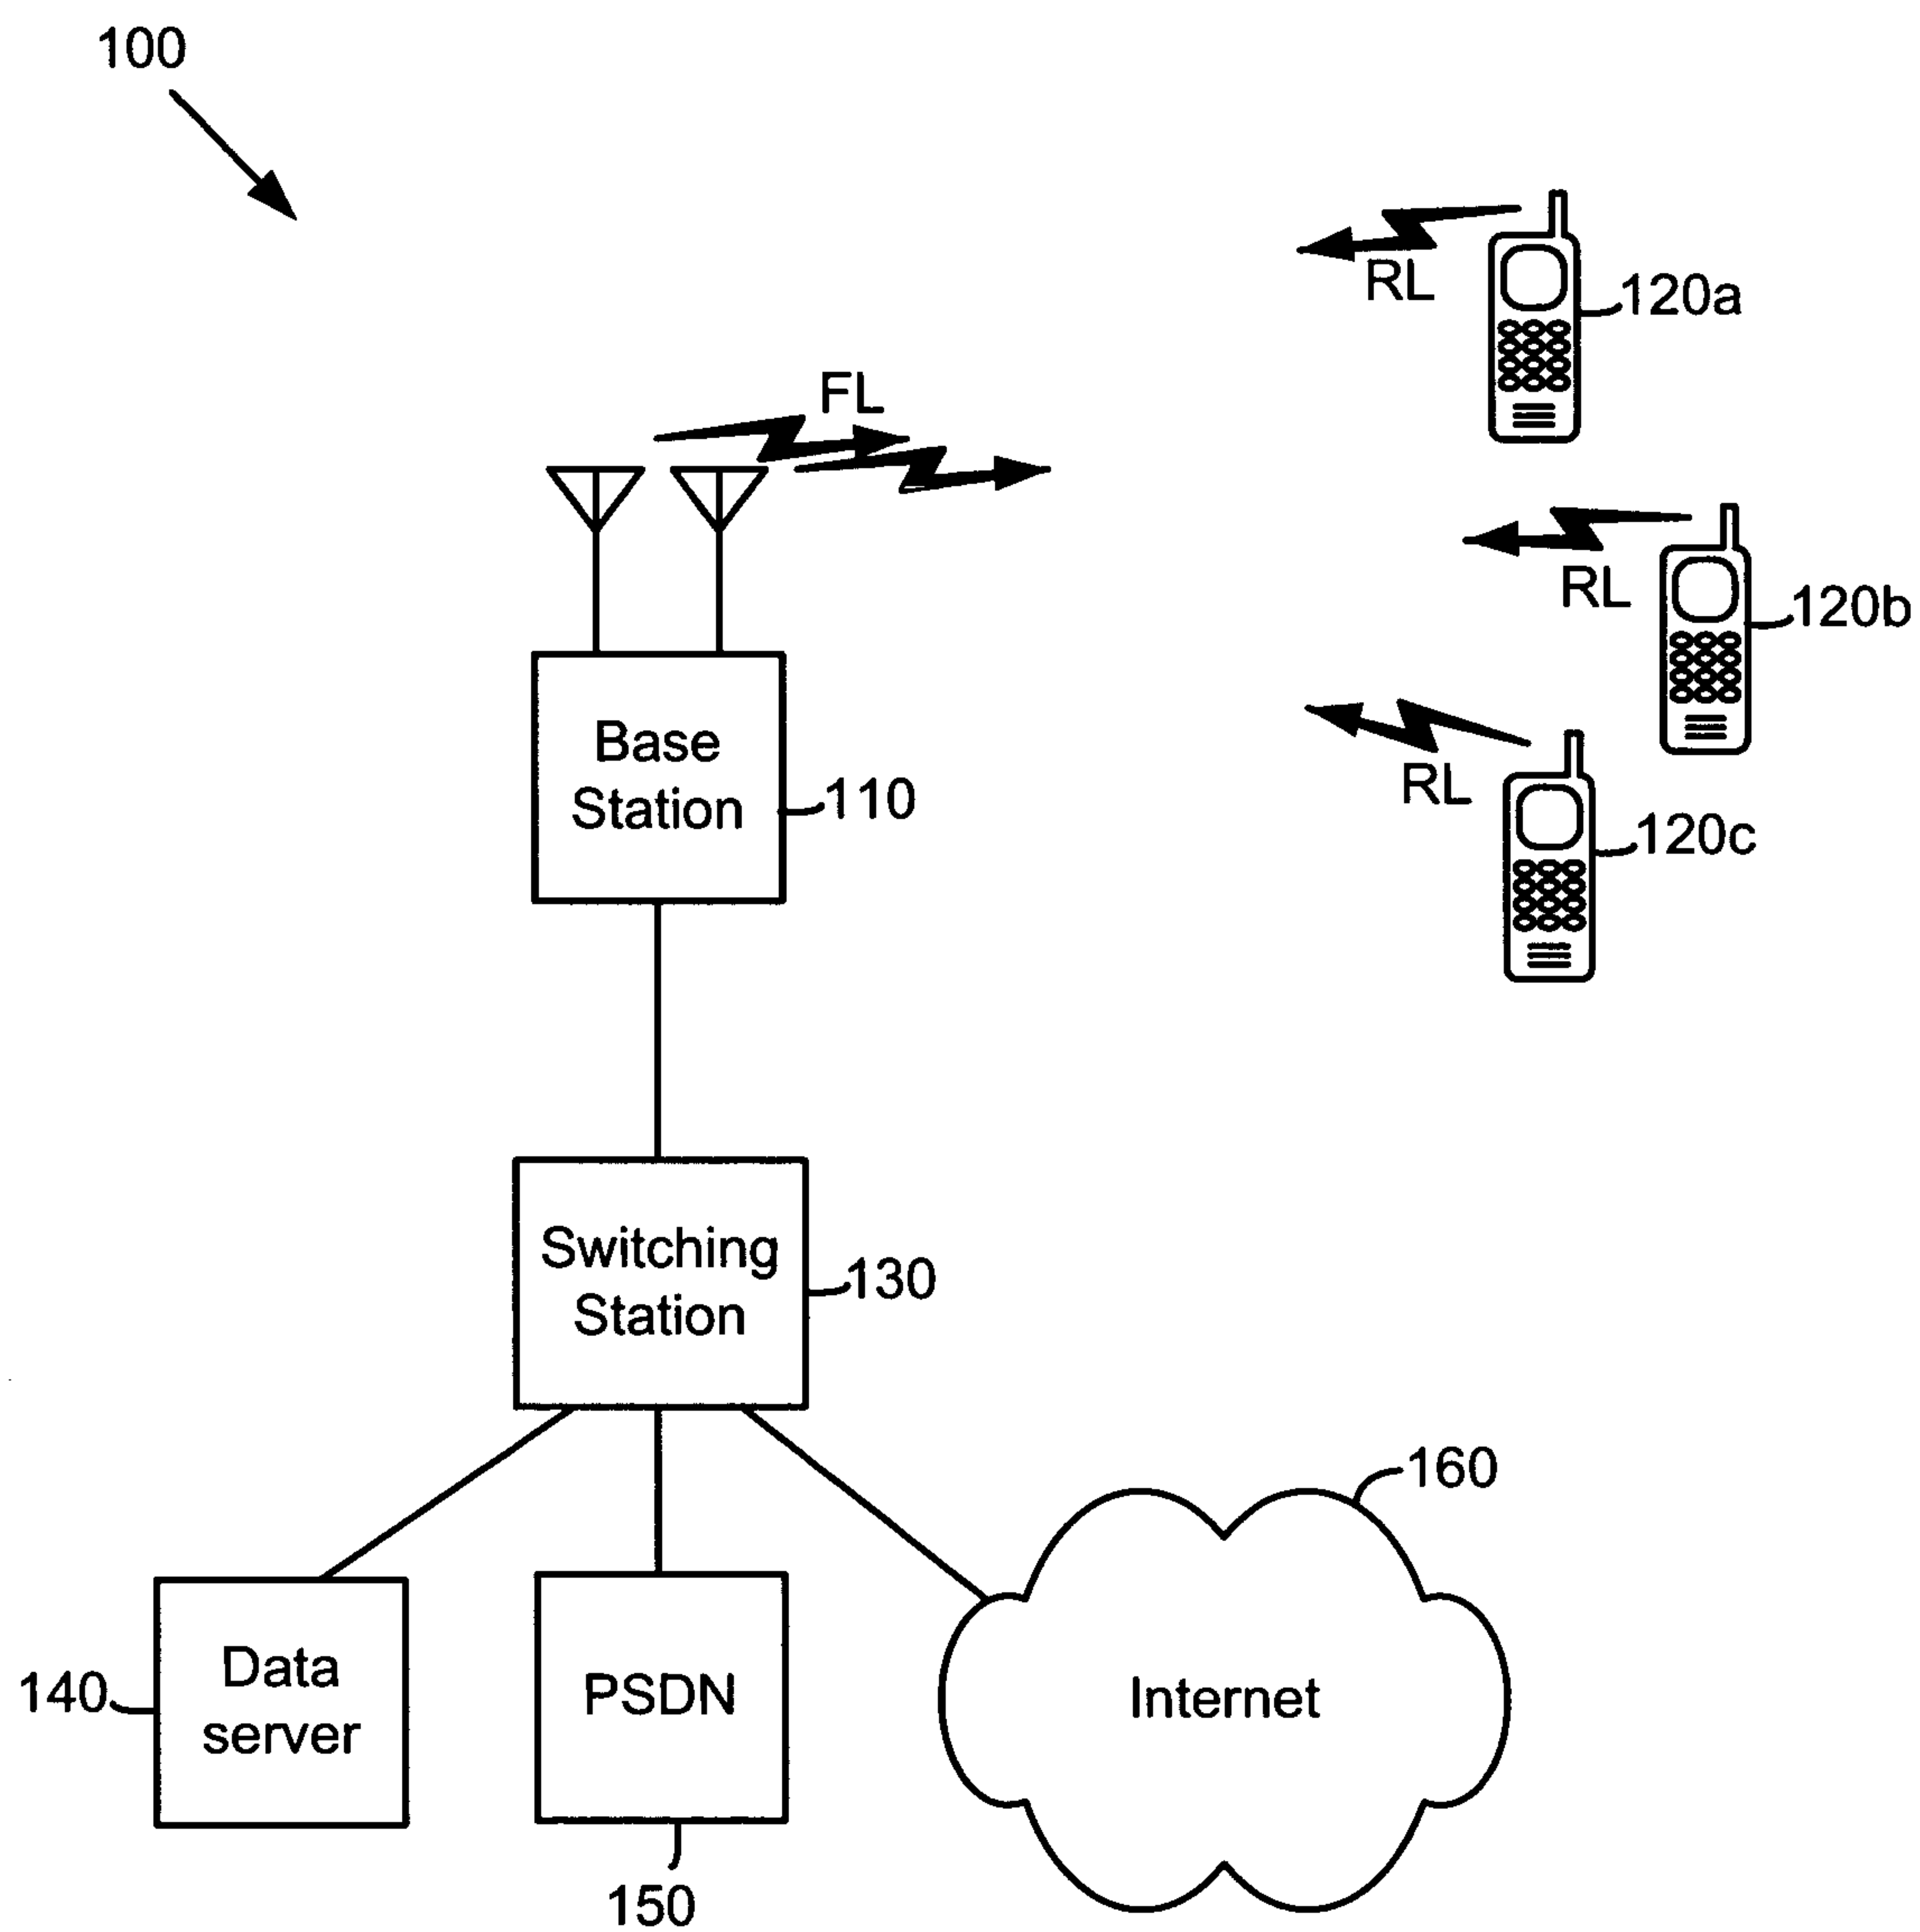 100
RL
120a
FL
RL
120b
Base
Station
110
RL
120c
Switching
Station
130
160
Data
server
140
PSDN
Internet
150